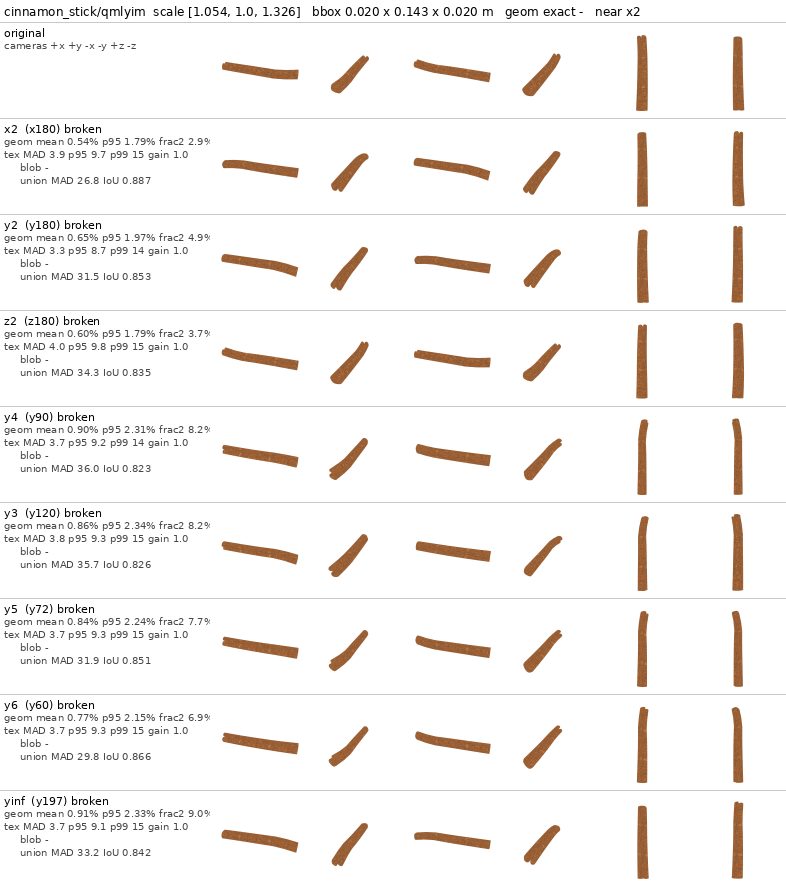 cinnamon_stick/qmlyim  scale [1.054, 1.0, 1.326]   bbox 0.020 x 0.143 x 0.020 m   geom exact -   near x2
original
cameras +x +y -x -y +z -z
x2  (x180) broken
geom mean 0.54% p95 1.79% frac2 2.9%
tex MAD 3.9 p95 9.7 p99 15 gain 1.0
blob -
union MAD 26.8 IoU 0.887
y2  (y180) broken
geom mean 0.65% p95 1.97% frac2 4.9%
tex MAD 3.3 p95 8.7 p99 14 gain 1.0
blob -
union MAD 31.5 IoU 0.853
z2  (z180) broken
geom mean 0.60% p95 1.79% frac2 3.7%
tex MAD 4.0 p95 9.8 p99 15 gain 1.0
blob -
union MAD 34.3 IoU 0.835
y4  (y90) broken
geom mean 0.90% p95 2.31% frac2 8.2%
tex MAD 3.7 p95 9.2 p99 14 gain 1.0
blob -
union MAD 36.0 IoU 0.823
y3  (y120) broken
geom mean 0.86% p95 2.34% frac2 8.2%
tex MAD 3.8 p95 9.3 p99 15 gain 1.0
blob -
union MAD 35.7 IoU 0.826
y5  (y72) broken
geom mean 0.84% p95 2.24% frac2 7.7%
tex MAD 3.7 p95 9.3 p99 15 gain 1.0
blob -
union MAD 31.9 IoU 0.851
y6  (y60) broken
geom mean 0.77% p95 2.15% frac2 6.9%
tex MAD 3.7 p95 9.3 p99 15 gain 1.0
blob -
union MAD 29.8 IoU 0.866
yinf  (y197) broken
geom mean 0.91% p95 2.33% frac2 9.0%
tex MAD 3.7 p95 9.1 p99 15 gain 1.0
blob -
union MAD 33.2 IoU 0.842